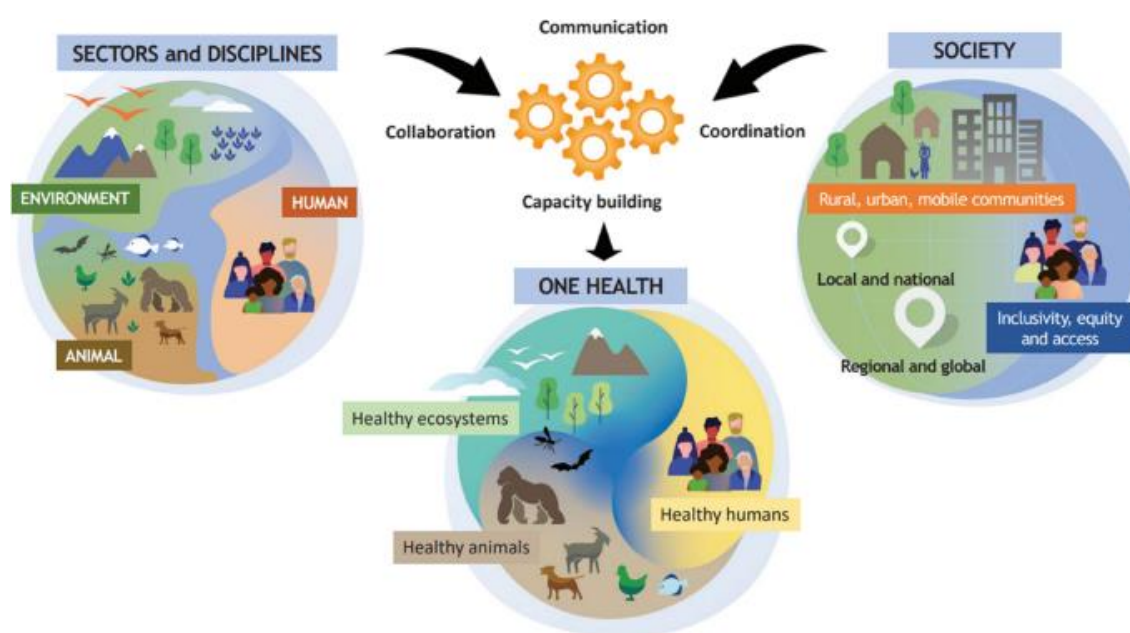 SECTORS and DISCIPLINES
ENVIRONMENT
HUMAN
ANIMAL
Communication
Collaboration
Coordination
Capacity building
SOCIETY
Rural, urban, mobile communities
Local and national
Inclusivity, equity
and access
Regional and global
ONE HEALTH
Healthy ecosystems
Healthy humans
Healthy animals